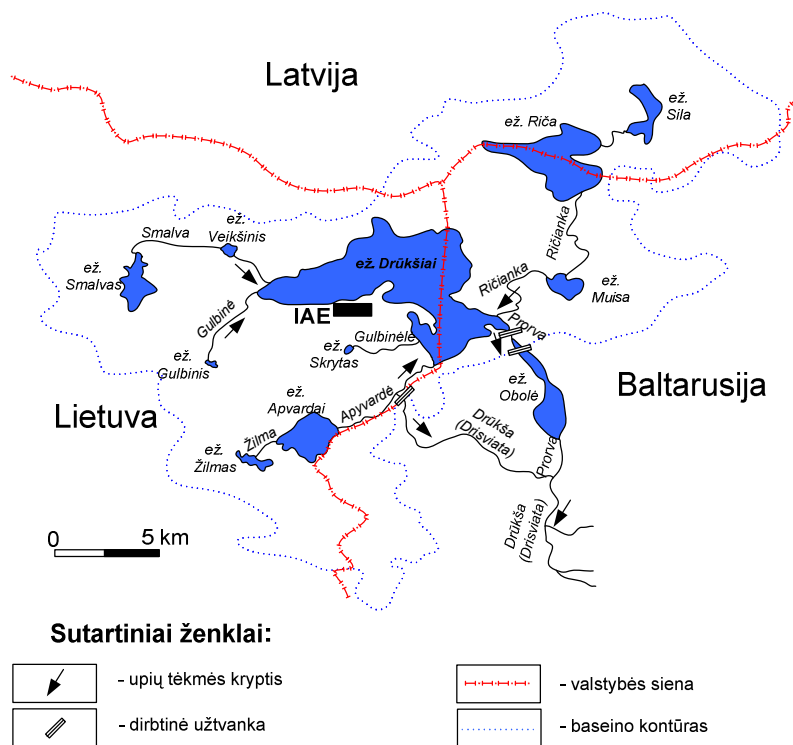 Latvija
ež.
Sila
ež. Riča
Ričianka
Smalva
ež.
Veikšinis
ež.
Smalvas
ež. Drūkšiai
Ričianka
ež.
Muisa
Gulbinė
IAE
Prorva
Gulbinėlė
ež.
Skrytas
ež.
Gulbinis
ež.
Obolė
Baltarusija
Lietuva
ež.
Apvardai
Apyvardė
Drūkša
(Drisviata)
Žilma
ež.
Žilmas
Prorva
Drūkša
(Drisviata)
0 5 km
Sutartiniai ženklai:
- upių tėkmės kryptis
- valstybės siena
- dirbtinė užtvanka
- baseino kontūras